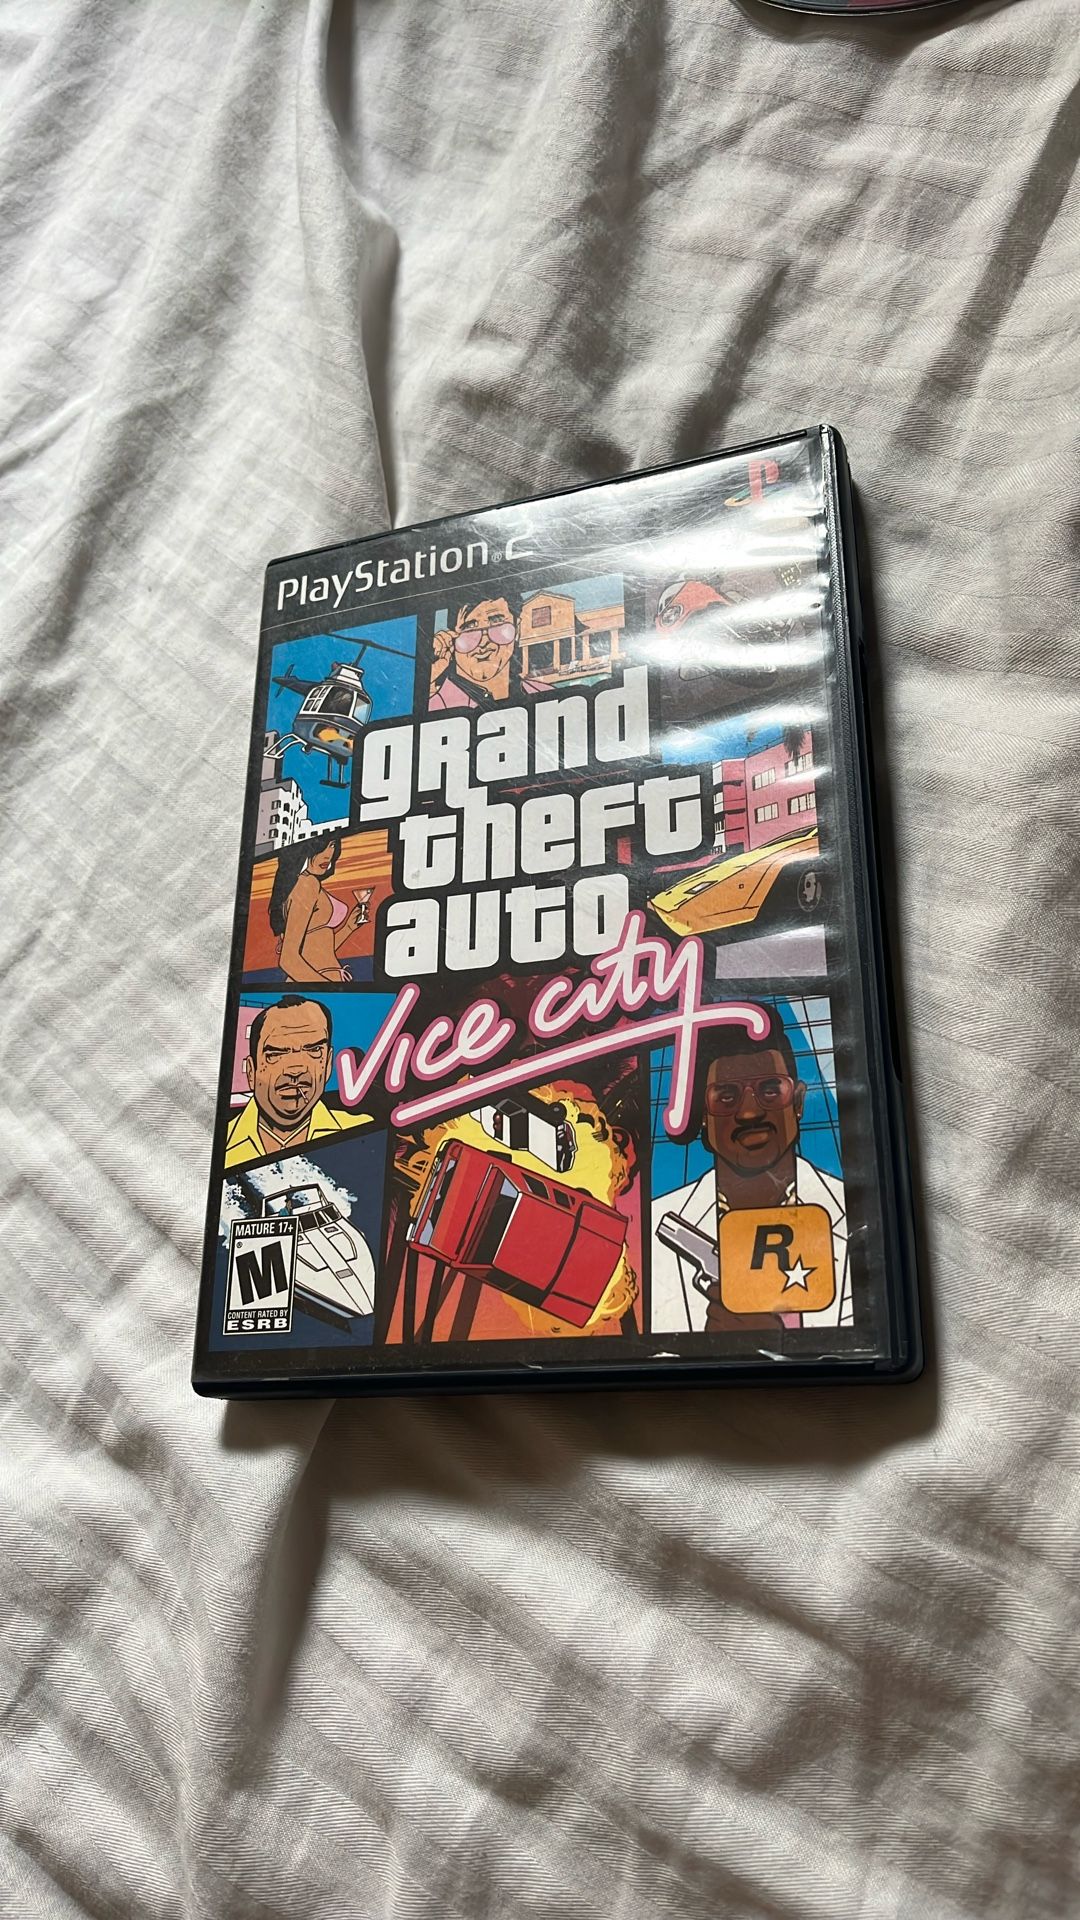 PlayStation®2
gRand
theft
auto
Vice City
MATURE 17+
®
M
CONTENT RATED BY
ESRB
R